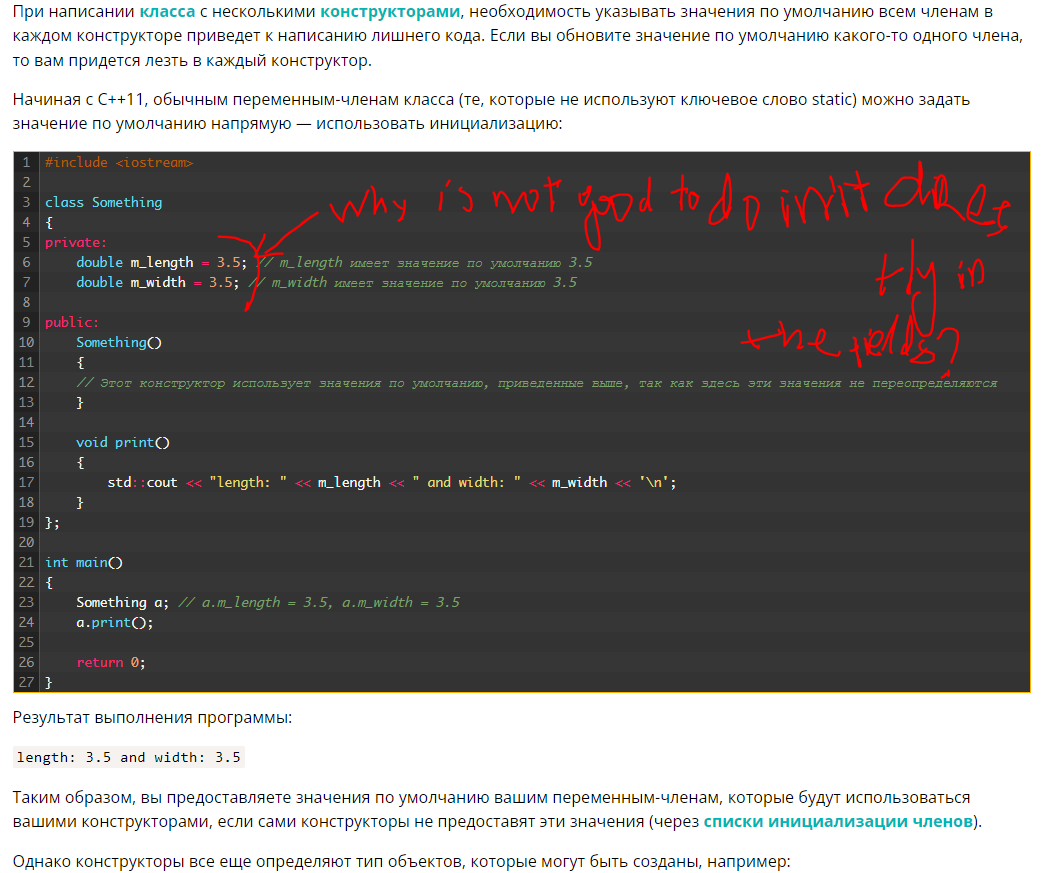 При написании класса с несколькими конструкторами, необходимость указывать значения по умолчанию всем членам в
каждом конструкторе приведет к написанию лишнего кода. Если вы обновите значение по умолчанию какого-то одного члена,
то вам придется лезть в каждый конструктор.
Начиная с C++11, обычным переменным-членам класса (те, которые не используют ключевое слово static) можно задать
значение по умолчанию напрямую — использовать инициализацию:
1 #include <iostream>
2
3 class Something
4 {
5 private:
6 double m_length = 3.5; // m_length имеет значение по умолчанию 3.5
7 double m_width = 3.5; // m_width имеет значение по умолчанию 3.5
8
9 public:
10 Something()
11 {
12 // Этот конструктор использует значения по умолчанию, приведенные выше, так как здесь эти значения не переопределяются
13 }
14
15 void print()
16 {
17 std::cout << "length: " << m_length << " and width: " << m_width << '\n';
18 }
19 };
20
21 int main()
22 {
23 Something a; // a.m_length = 3.5, a.m_width = 3.5
24 a.print();
25
26 return 0;
27 }
why is not good to do init
in
the fields?
Результат выполнения программы:
length: 3.5 and width: 3.5
Таким образом, вы предоставляете значения по умолчанию вашим переменным-членам, которые будут использоваться
вашими конструкторами, если сами конструкторы не предоставят эти значения (через списки инициализации членов).
Однако конструкторы все еще определяют тип объектов, которые могут быть созданы, например: